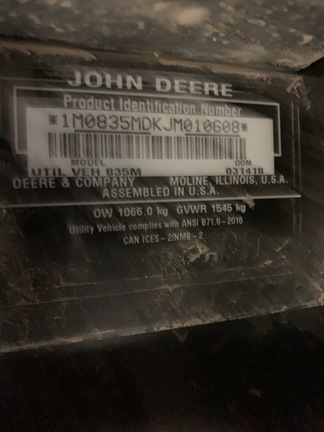 JOHN DEERE
Product Identification Number
*1M0835MDKJM010608*
MODEL DOM
UTIL VEH 835M 031418
DEERE & COMPANY MOLINE, ILLINOIS, U.S.A.
ASSEMBLED IN U.S.A.
OW 1066.0 kg GVWR 1545 kg
Utility Vehicle complies with ANSI B71.9-2016
CAN ICES-2/NMB-2